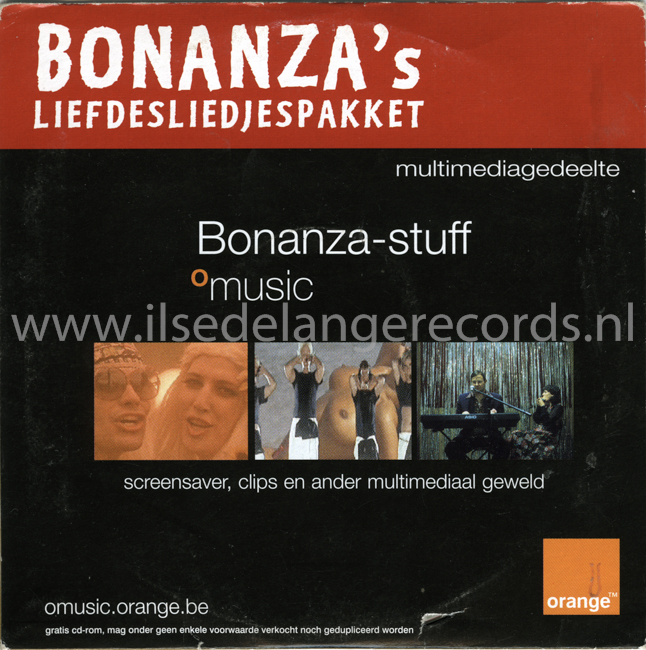 BONANZA's
LIEFDESLIEDJESPAKKET
multimediagedeelte
Bonanza-stuff
omusic
www.ilsedelangerecords.nl
screensaver, clips en ander multimediaal geweld
orange™
omusic.orange.be
gratis cd-rom, mag onder geen enkele voorwaarde verkocht noch gedupliceerd worden